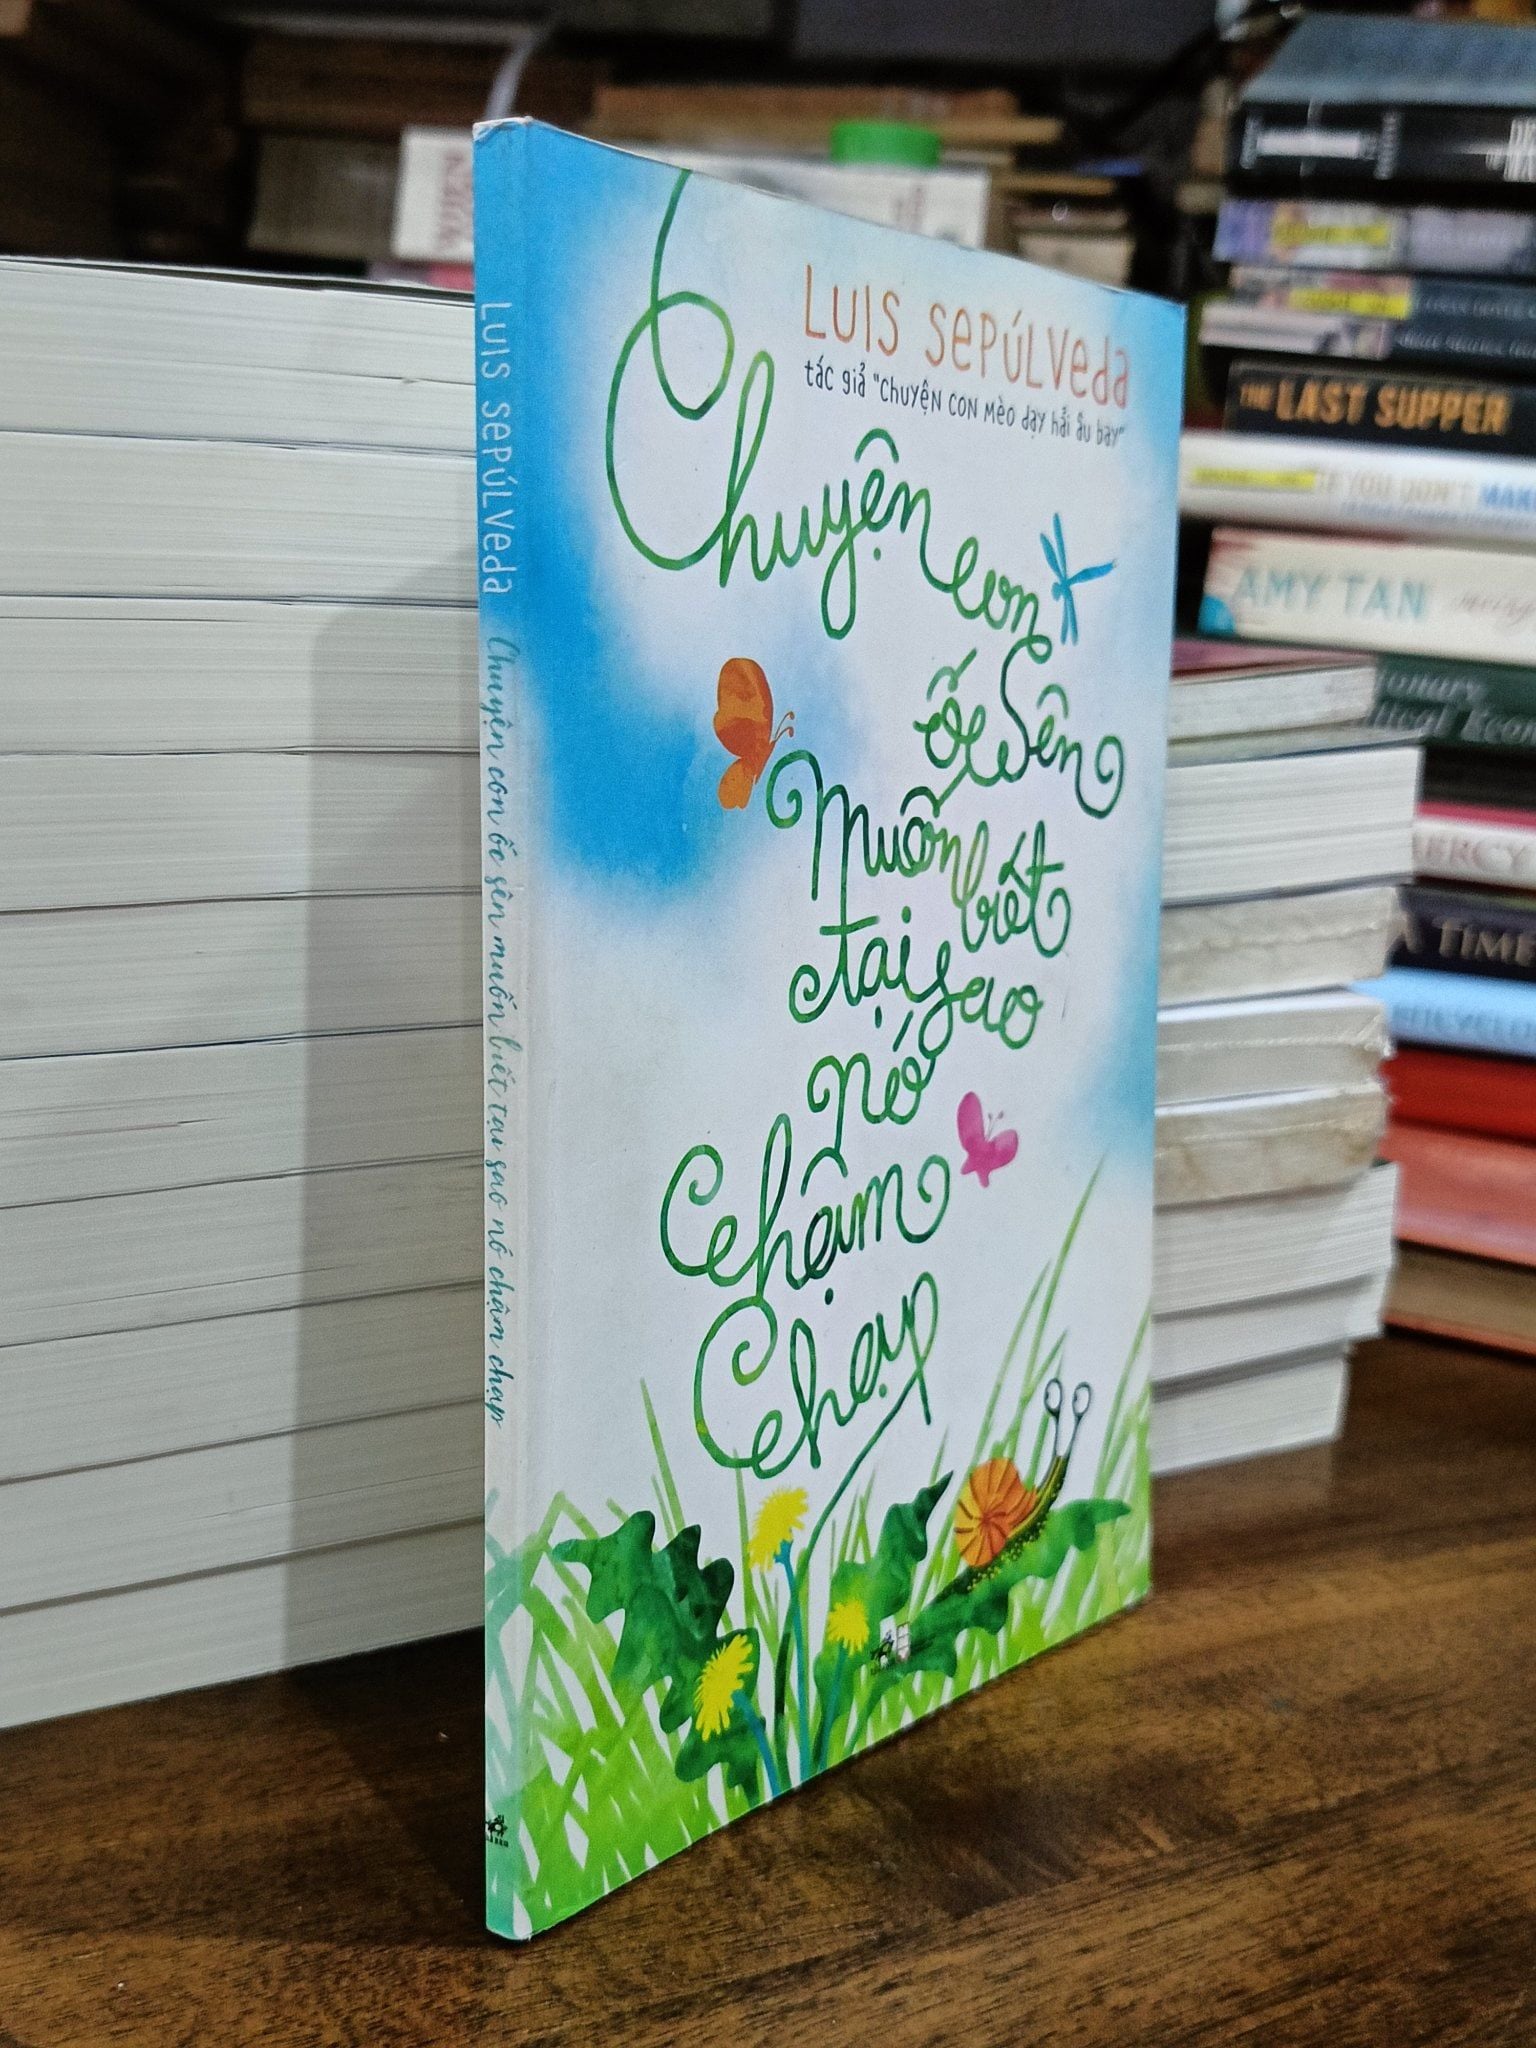 LUIS SEPÚLVEDA
tác giả "CHUYỆN CON MÈO dạy hải âu bay"
Chuyện con
ốc Sên
Muốn biết
tại sao
nó
Chậm
Chạp
LUIS SEPÚLVEDA Chuyện con ốc sên muốn biết tại sao nó chậm chạp
THE LAST SUPPER
AMY TAN
A TIME